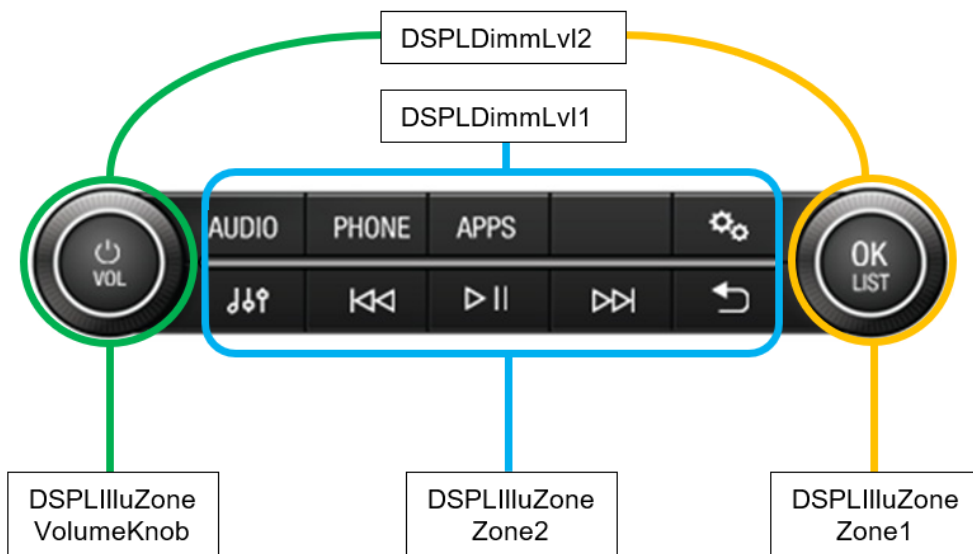 DSPLDimmLvl2
DSPLDimmLvl1
AUDIO PHONE APPS
VOL
OK
LIST
DSPLIlluZone
VolumeKnob
DSPLIlluZone
Zone2
DSPLIlluZone
Zone1